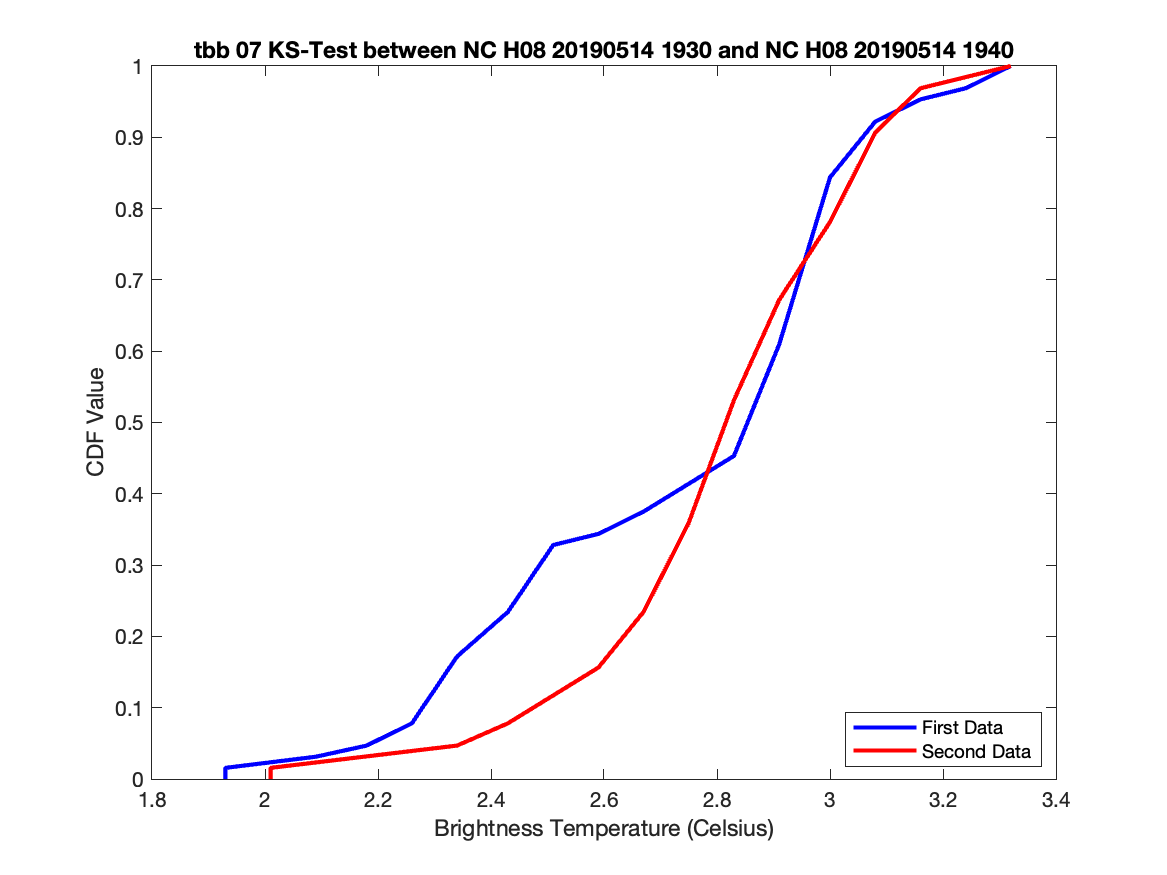 tbb 07 KS-Test between NC H08 20190514 1930 and NC H08 20190514 1940
1
0.9
0.8
0.7
0.6
0.5
0.4
0.3
0.2
0.1
0
CDF Value
1.8 2 2.2 2.4 2.6 2.8 3 3.2 3.4
Brightness Temperature (Celsius)
First Data
Second Data